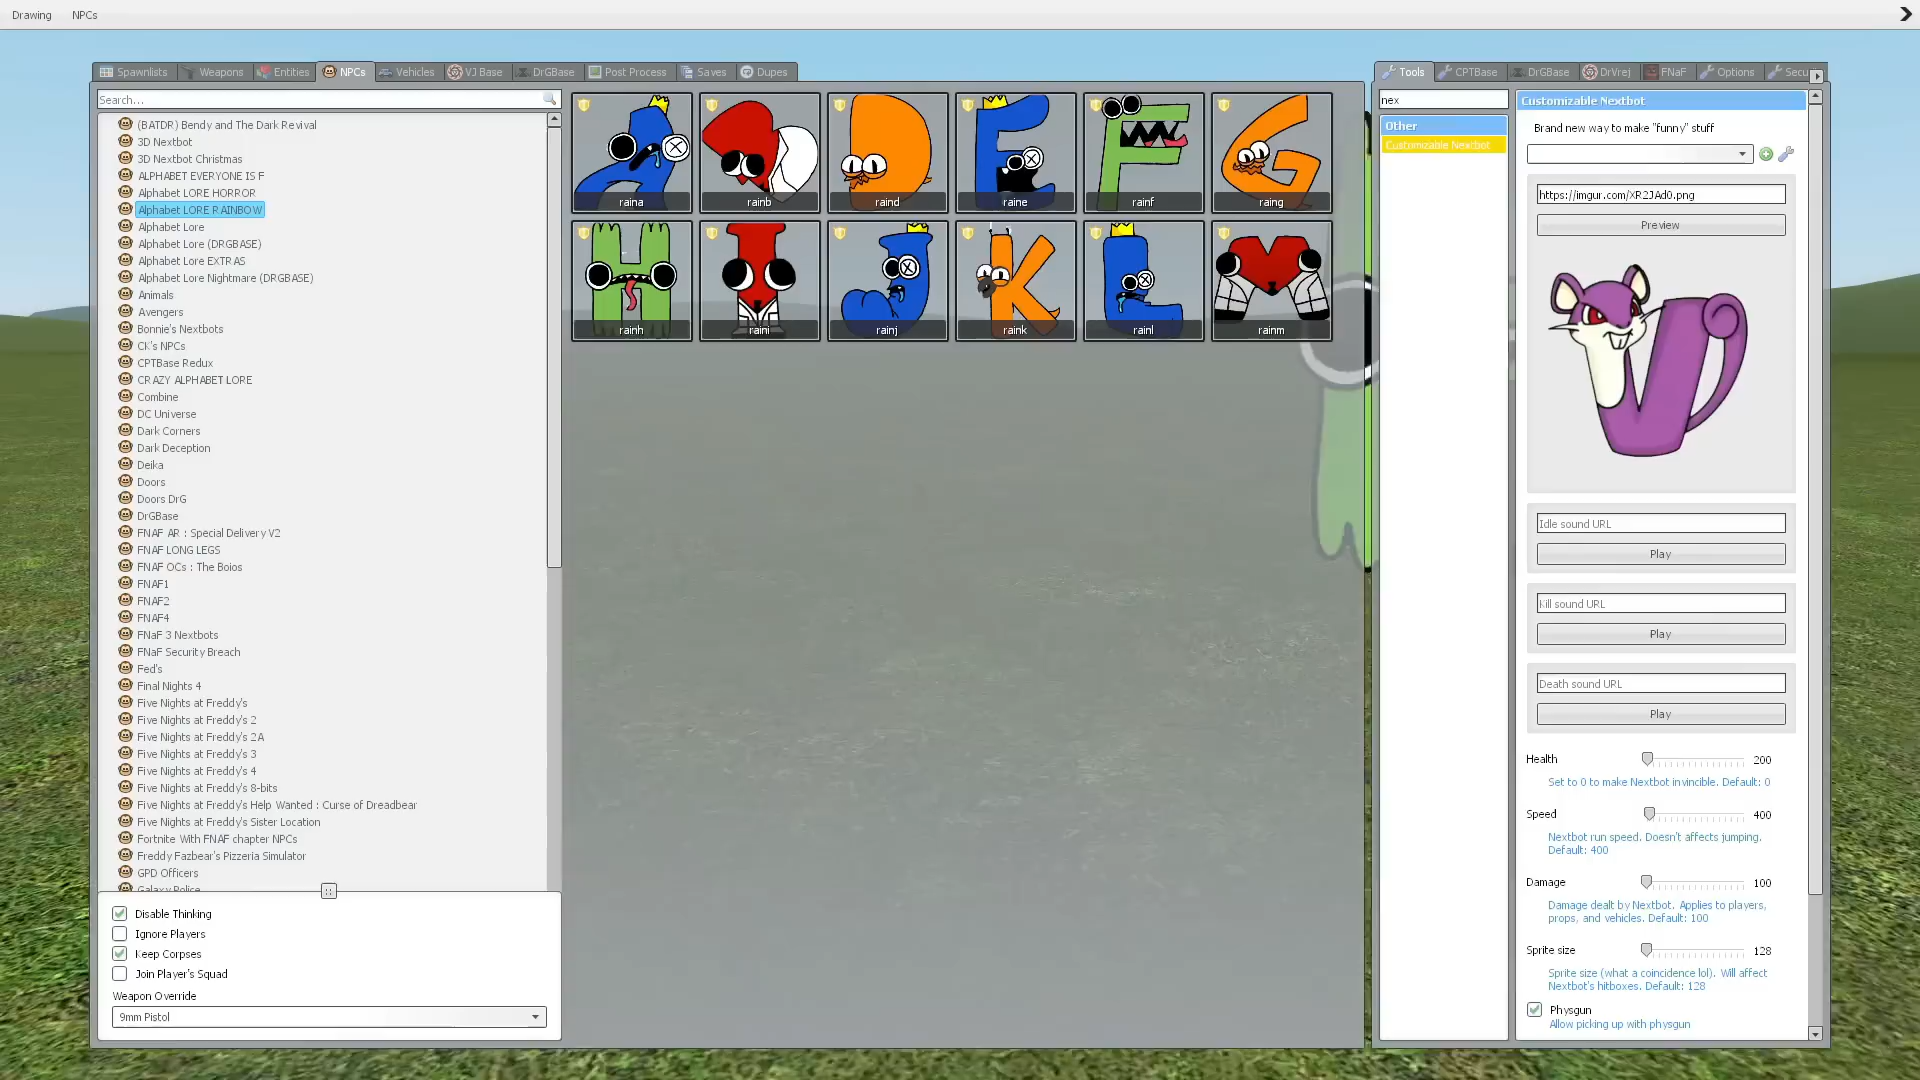 Drawing NPCs
Spawnlists Weapons Entities NPCs Vehicles VJ Base DrGBase Post Process Saves Dupes
Search...
(BATDR) Bendy and The Dark Revival
3D Nextbot
3D Nextbot Christmas
ALPHABET EVERYONE IS F
Alphabet LORE HORROR
Alphabet LORE RAINBOW
Alphabet Lore
Alphabet Lore (DRGBASE)
Alphabet Lore EXTRAS
Alphabet Lore Nightmare (DRGBASE)
Animals
Avengers
Bonnie's Nextbots
CK's NPCs
CPTBase Redux
CRAZY ALPHABET LORE
Combine
DC Universe
Dark Corners
Dark Deception
Deika
Doors
Doors DrG
DrGBase
FNAF AR : Special Delivery V2
FNAF LONG LEGS
FNAF OCs : The Boios
FNAF1
FNAF2
FNAF4
FNaF 3 Nextbots
FNaF Security Breach
Fed's
Final Nights 4
Five Nights at Freddy's
Five Nights at Freddy's 2
Five Nights at Freddy's 2A
Five Nights at Freddy's 3
Five Nights at Freddy's 4
Five Nights at Freddy's 8-bits
Five Nights at Freddy's Help Wanted : Curse of Dreadbear
Five Nights at Freddy's Sister Location
Fortnite With FNAF chapter NPCs
Freddy Fazbear's Pizzeria Simulator
GPD Officers
Galaxy Police
Disable Thinking
Ignore Players
Keep Corpses
Join Player's Squad
Weapon Override
9mm Pistol
raina rainb raind raine rainf raing
rainh raini rainj raink rainl rainm
Tools CPTBase DrGBase DrVrej FNaF Options Secu
nex
Other
Customizable Nextbot
Customizable Nextbot
Brand new way to make "funny" stuff
https://imgur.com/XR2JAd0.png
Preview
Idle sound URL
Play
Kill sound URL
Play
Death sound URL
Play
Health 200
Set to 0 to make Nextbot invincible. Default: 0
Speed 400
Nextbot run speed. Doesn't affects jumping.
Default: 400
Damage 100
Damage dealt by Nextbot. Applies to players,
props, and vehicles. Default: 100
Sprite size 128
Sprite size (what a coincidence lol). Will affect
Nextbot's hitboxes. Default: 128
Physgun
Allow picking up with physgun